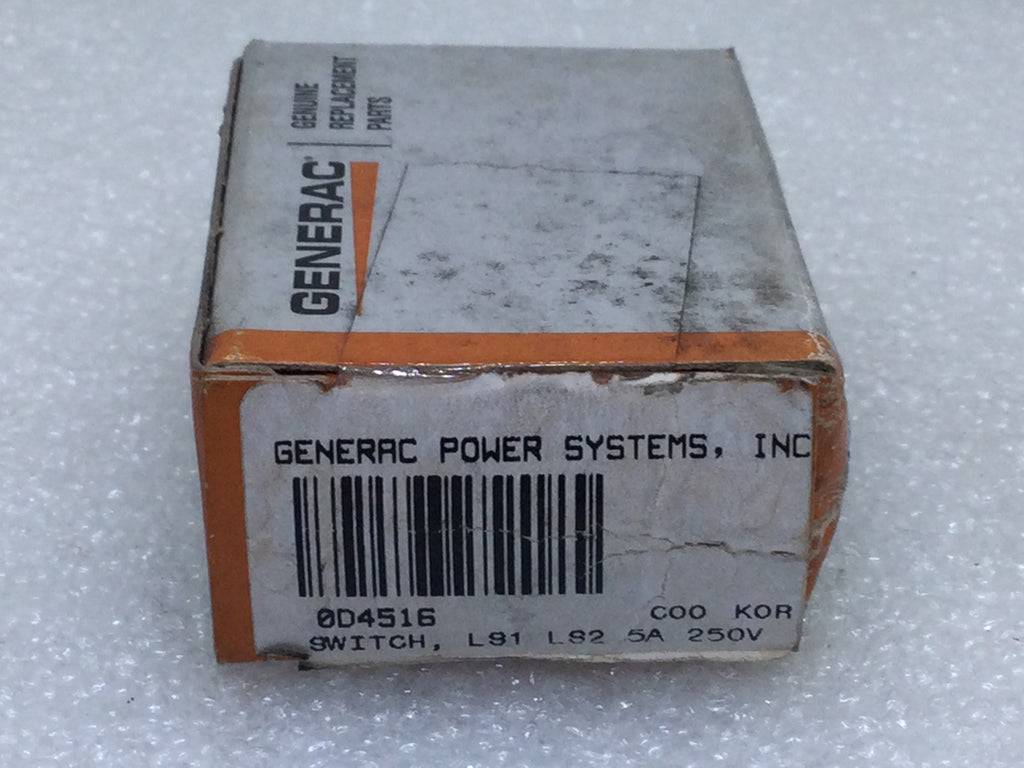 GENERAC
GENUINE
REPLACEMENT
PARTS
GENERAC POWER SYSTEMS, INC
0D4516
COO KOR
SWITCH, LS1 LS2 5A 250V